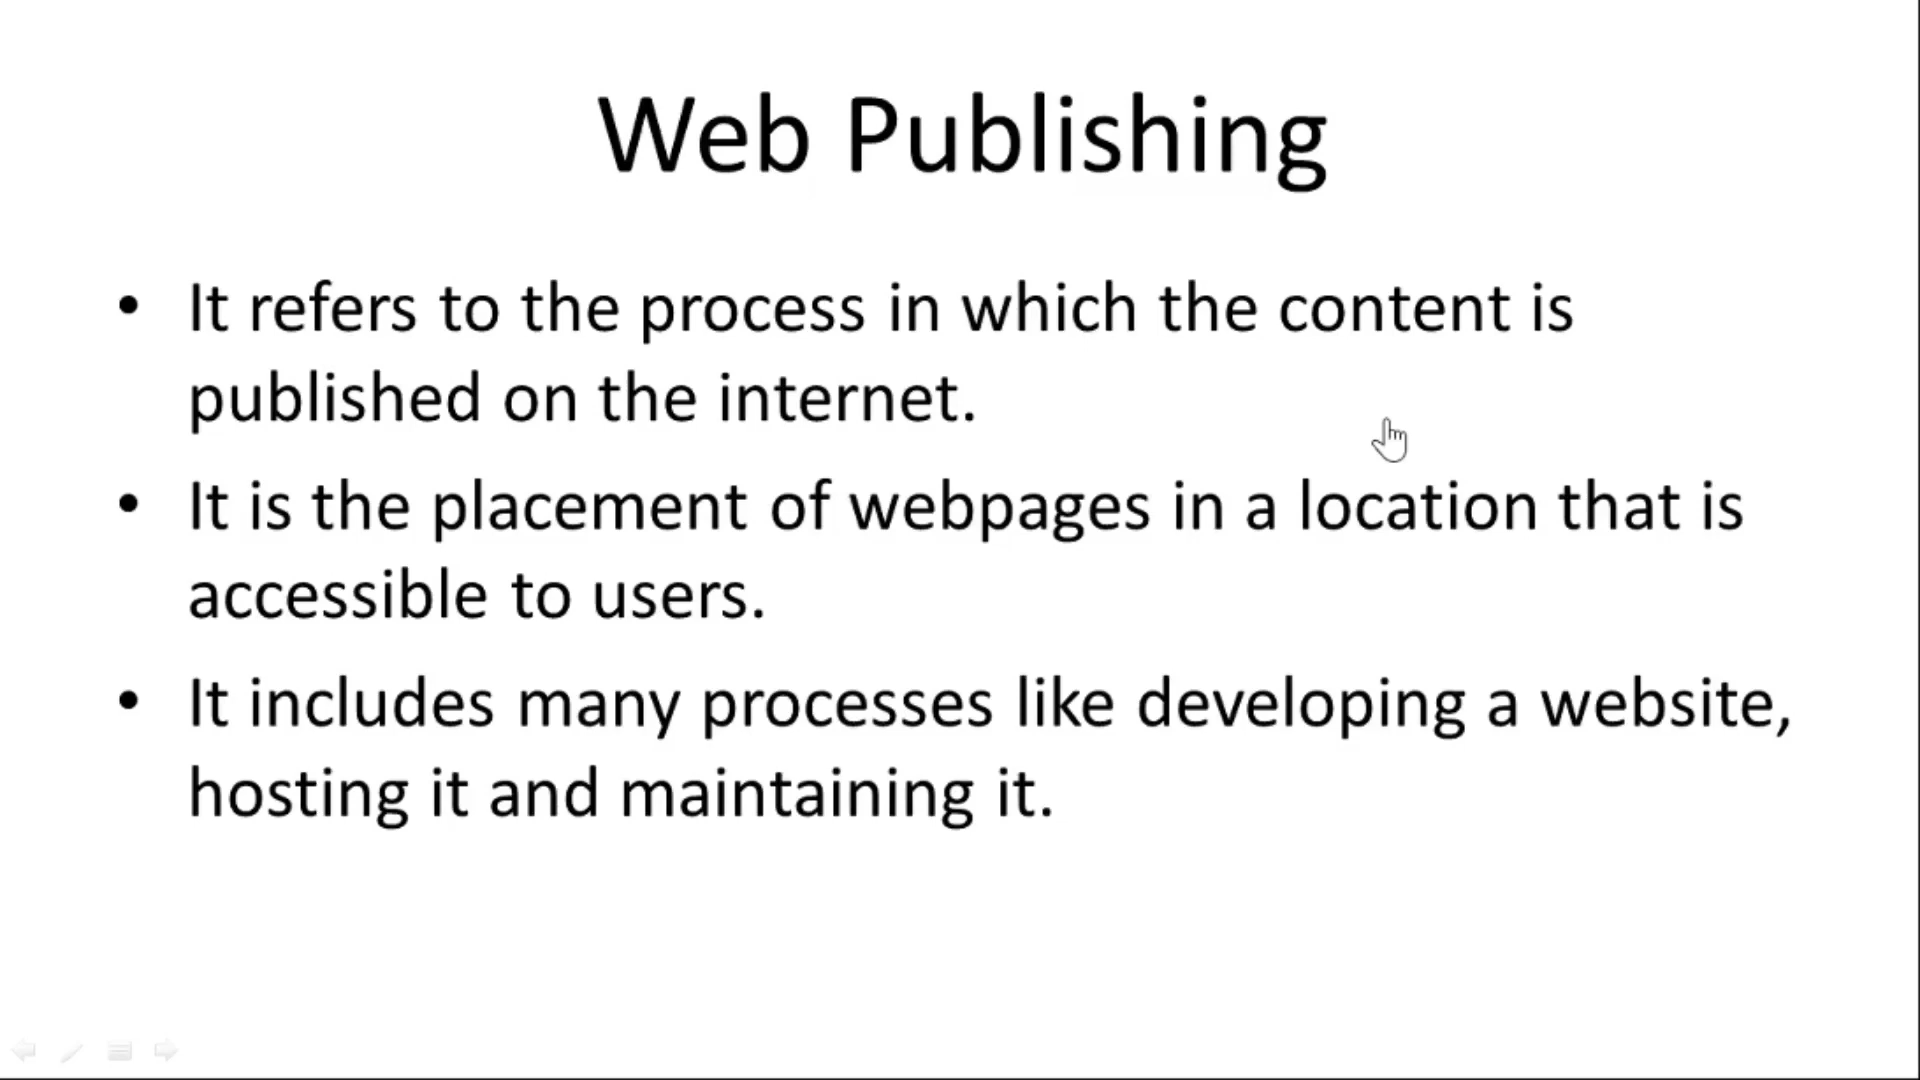 Web Publishing
• It refers to the process in which the content is
published on the internet.
• It is the placement of webpages in a location that is
accessible to users.
• It includes many processes like developing a website,
hosting it and maintaining it.